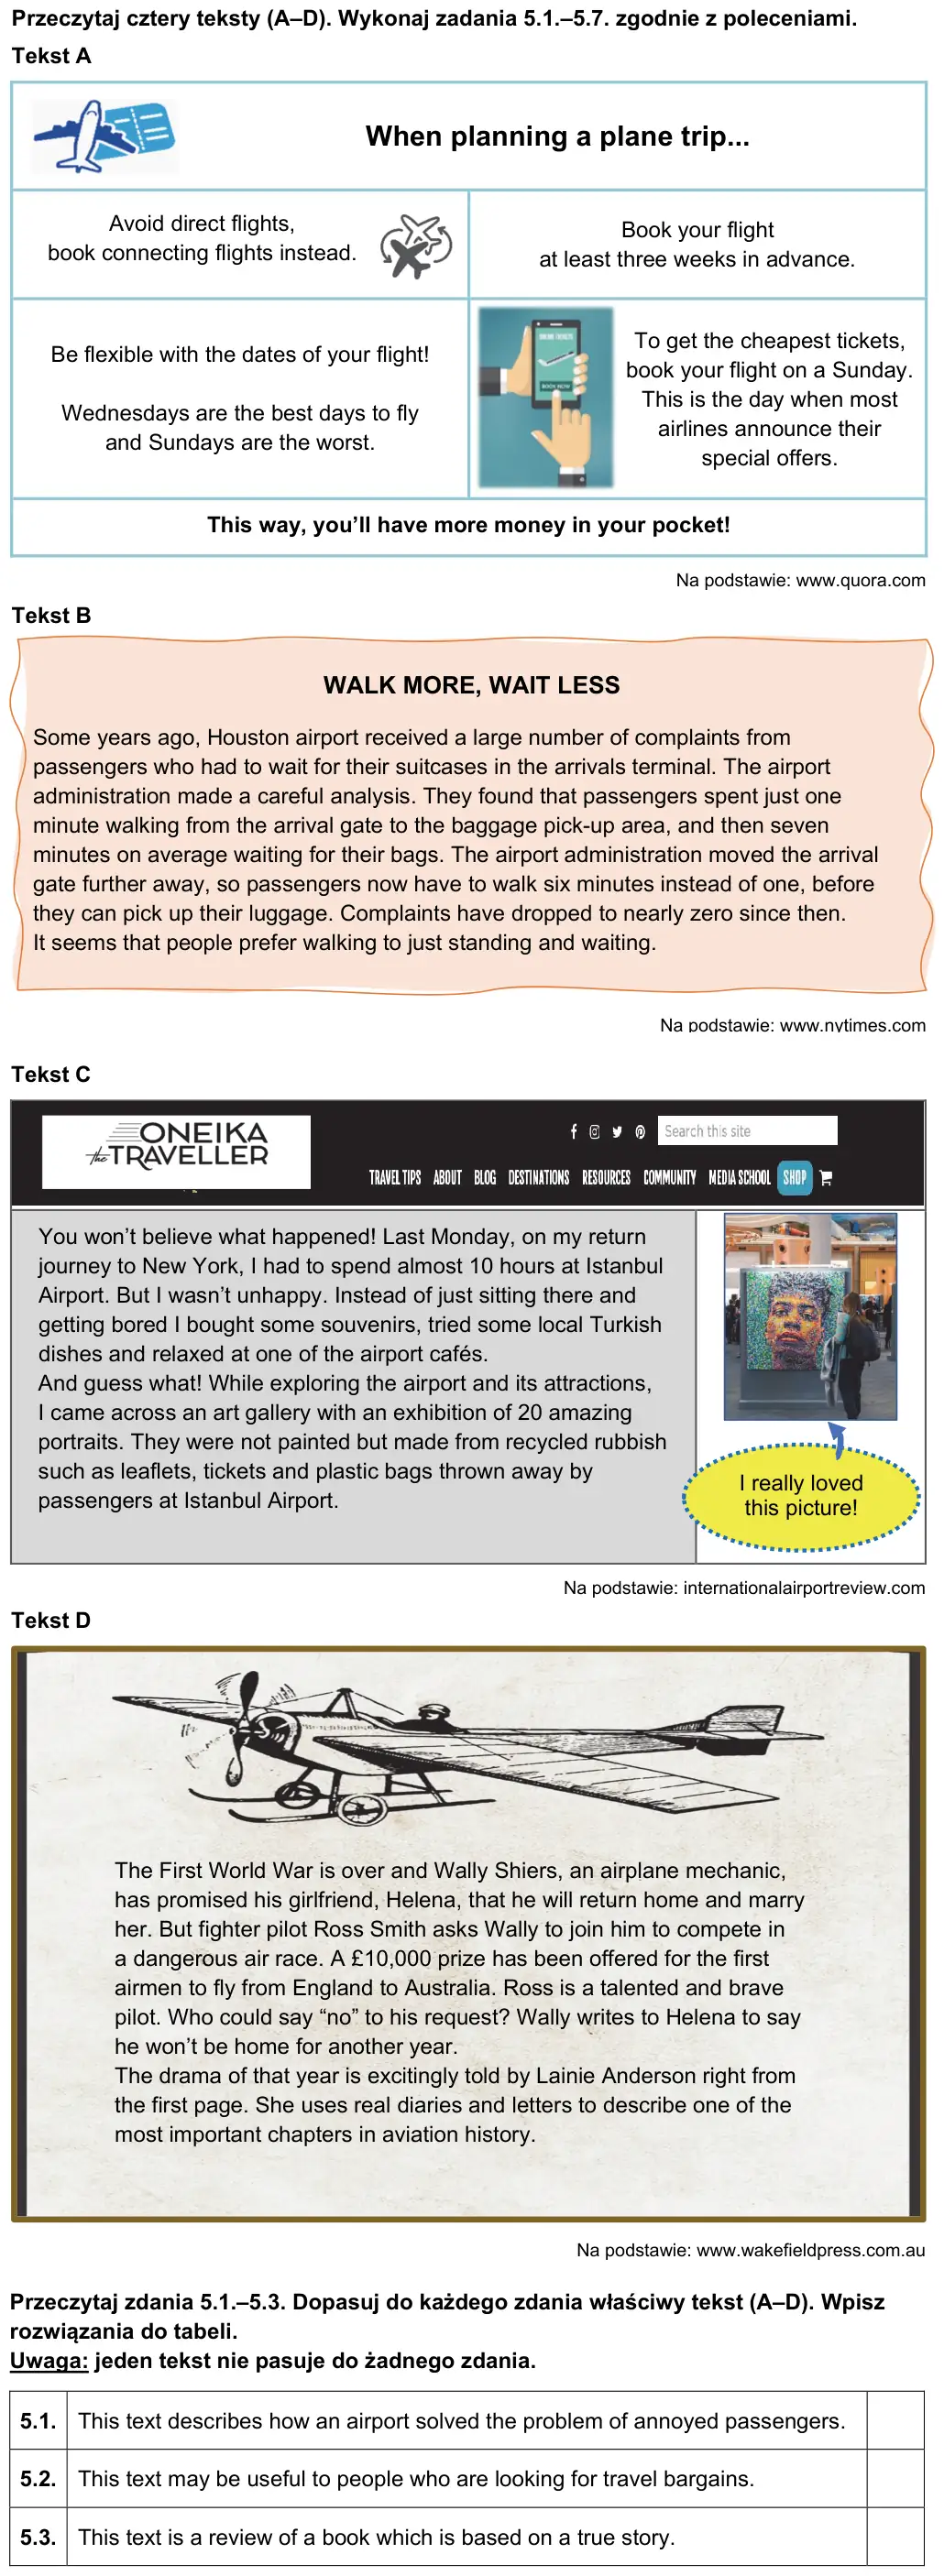 Przeczytaj cztery teksty (A–D). Wykonaj zadania 5.1.–5.7. zgodnie z poleceniami.
Tekst A
When planning a plane trip...
Avoid direct flights,
book connecting flights instead.
Book your flight
at least three weeks in advance.
Be flexible with the dates of your flight!
Wednesdays are the best days to fly
and Sundays are the worst.
BOOK NOW
To get the cheapest tickets,
book your flight on a Sunday.
This is the day when most
airlines announce their
special offers.
This way, you’ll have more money in your pocket!
Na podstawie: www.quora.com
Tekst B
WALK MORE, WAIT LESS
Some years ago, Houston airport received a large number of complaints from
passengers who had to wait for their suitcases in the arrivals terminal. The airport
administration made a careful analysis. They found that passengers spent just one
minute walking from the arrival gate to the baggage pick-up area, and then seven
minutes on average waiting for their bags. The airport administration moved the arrival
gate further away, so passengers now have to walk six minutes instead of one, before
they can pick up their luggage. Complaints have dropped to nearly zero since then.
It seems that people prefer walking to just standing and waiting.
Na podstawie: www.nytimes.com
Tekst C
ONEIKA
the TRAVELLER
Search this site
TRAVEL TIPS ABOUT BLOG DESTINATIONS RESOURCES COMMUNITY MEDIA SCHOOL SHOP
You won’t believe what happened! Last Monday, on my return
journey to New York, I had to spend almost 10 hours at Istanbul
Airport. But I wasn’t unhappy. Instead of just sitting there and
getting bored I bought some souvenirs, tried some local Turkish
dishes and relaxed at one of the airport cafés.
And guess what! While exploring the airport and its attractions,
I came across an art gallery with an exhibition of 20 amazing
portraits. They were not painted but made from recycled rubbish
such as leaflets, tickets and plastic bags thrown away by
passengers at Istanbul Airport.
I really loved
this picture!
Na podstawie: internationalairportreview.com
Tekst D
The First World War is over and Wally Shiers, an airplane mechanic,
has promised his girlfriend, Helena, that he will return home and marry
her. But fighter pilot Ross Smith asks Wally to join him to compete in
a dangerous air race. A £10,000 prize has been offered for the first
airmen to fly from England to Australia. Ross is a talented and brave
pilot. Who could say “no” to his request? Wally writes to Helena to say
he won’t be home for another year.
The drama of that year is excitingly told by Lainie Anderson right from
the first page. She uses real diaries and letters to describe one of the
most important chapters in aviation history.
Na podstawie: www.wakefieldpress.com.au
Przeczytaj zdania 5.1.–5.3. Dopasuj do każdego zdania właściwy tekst (A–D). Wpisz
rozwiązania do tabeli.
Uwaga: jeden tekst nie pasuje do żadnego zdania.
5.1. This text describes how an airport solved the problem of annoyed passengers.
5.2. This text may be useful to people who are looking for travel bargains.
5.3. This text is a review of a book which is based on a true story.